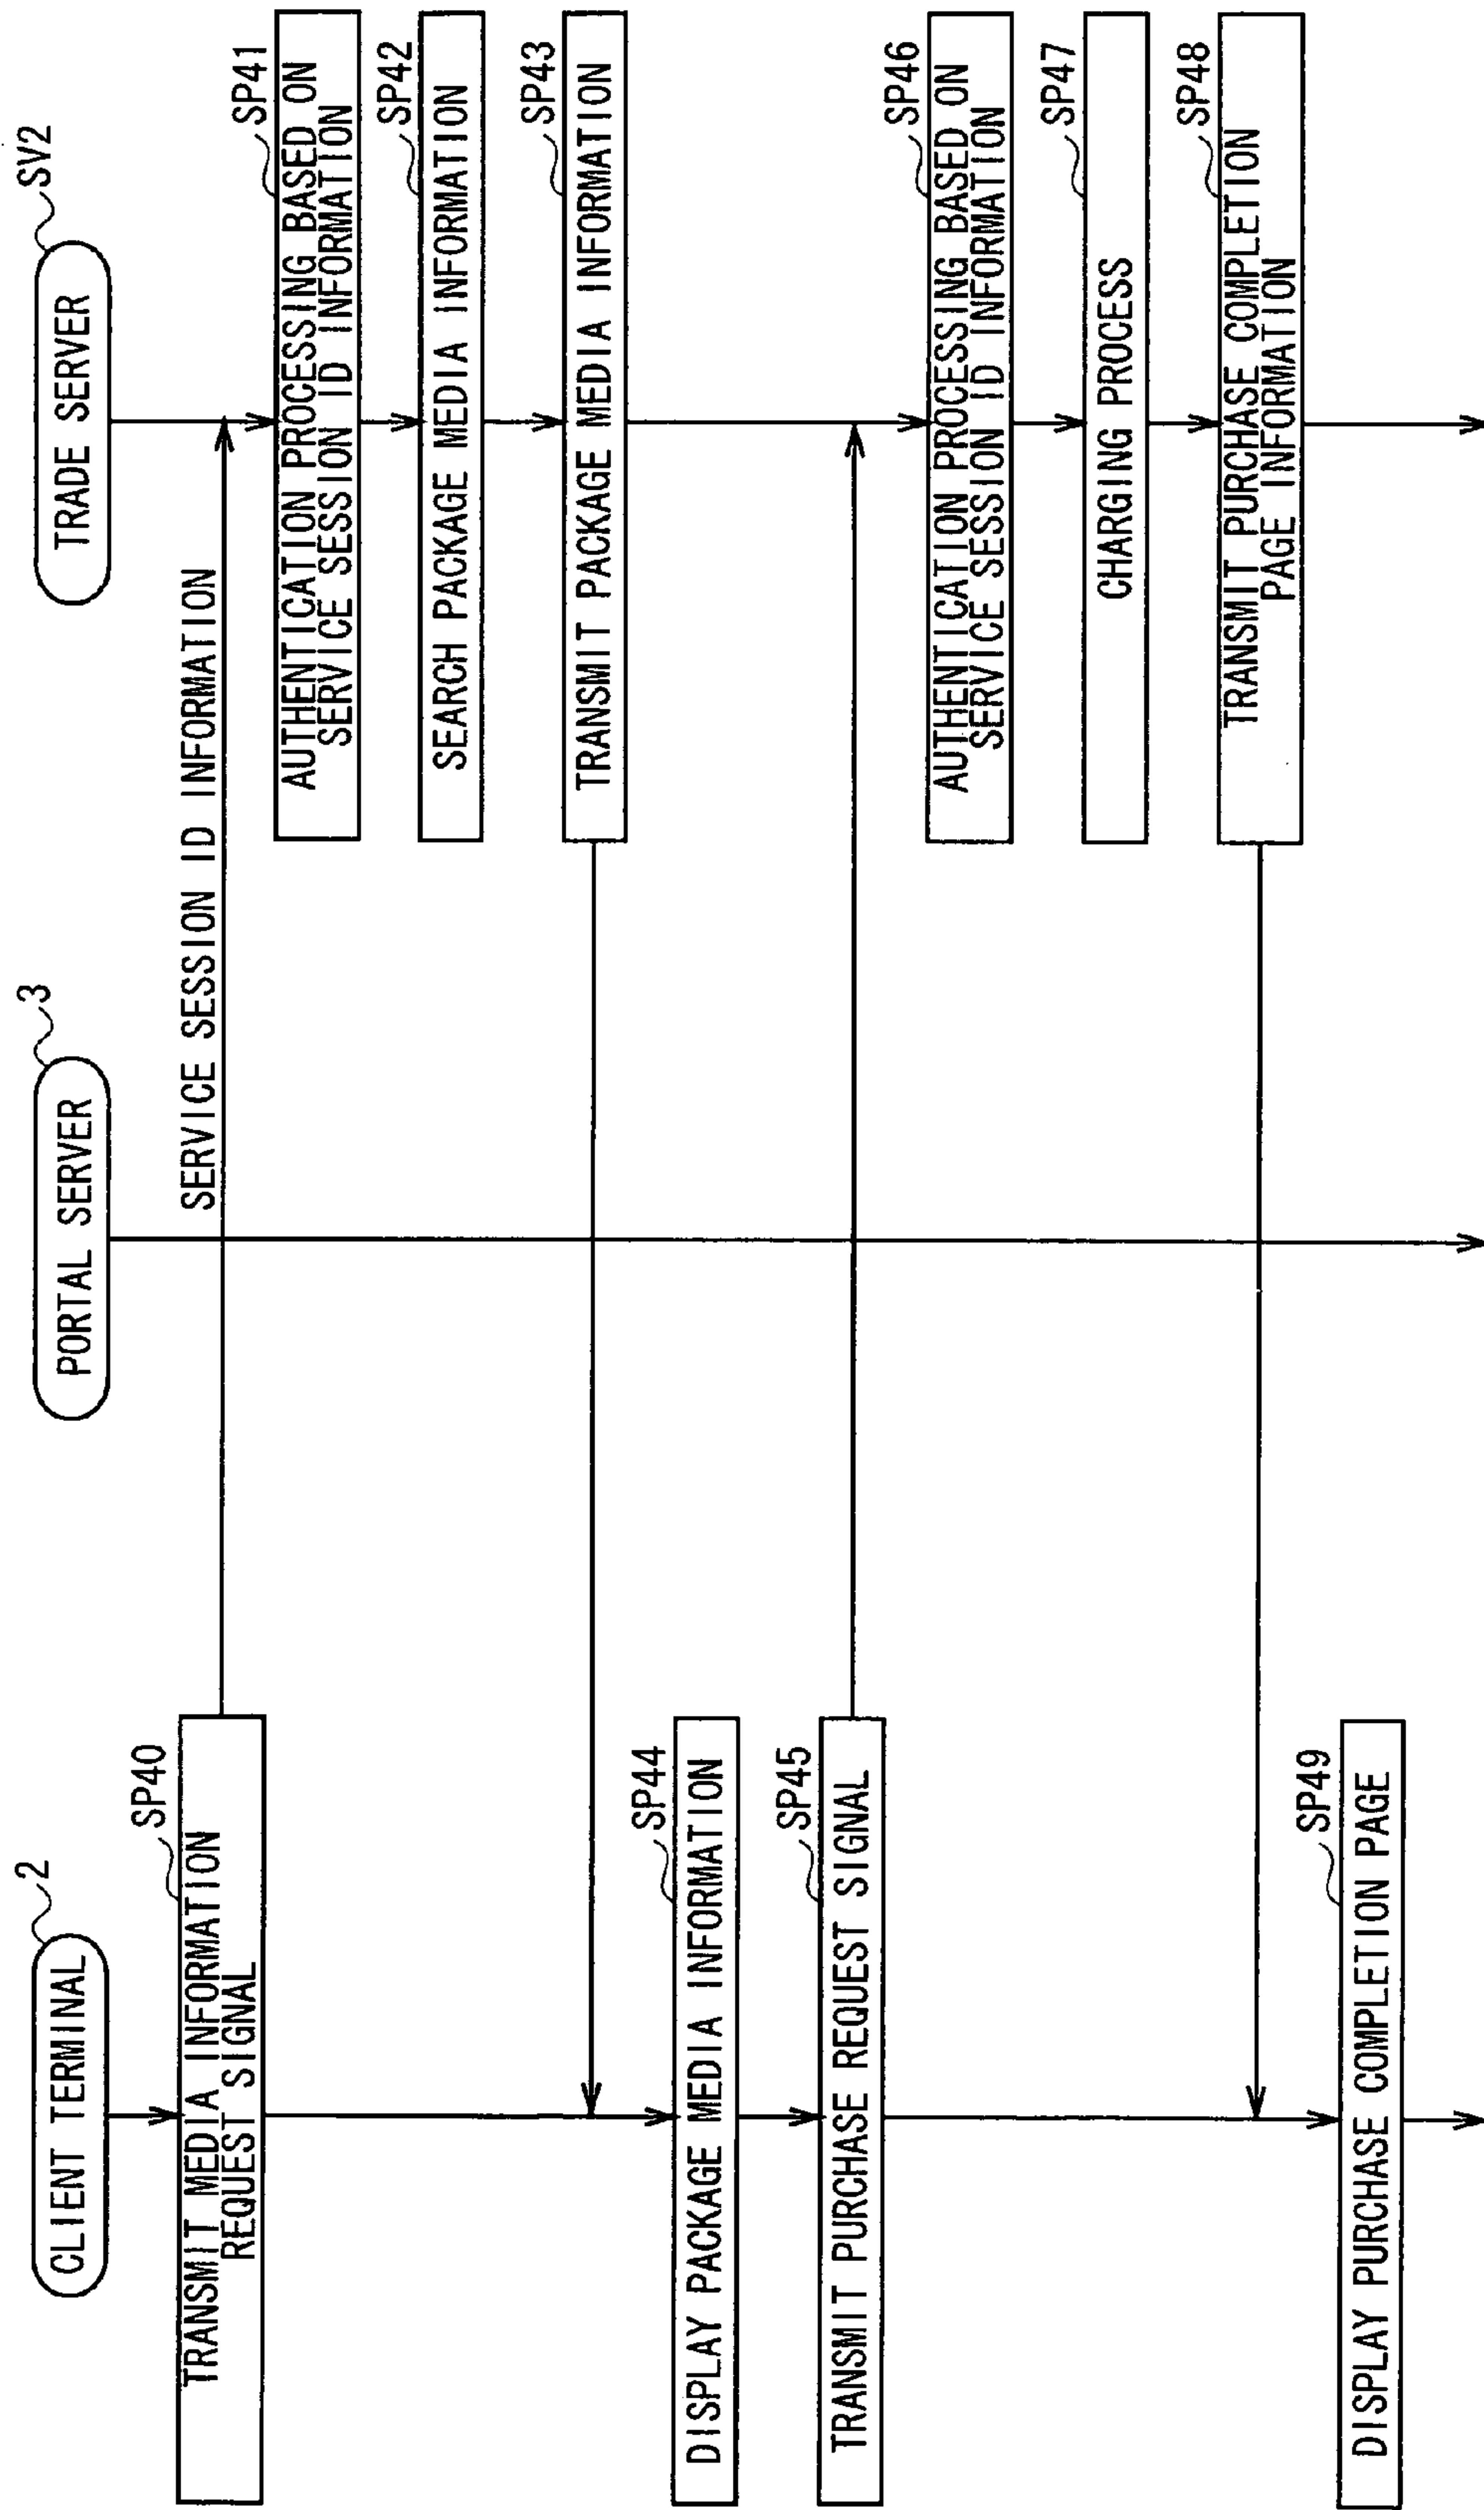 CLIENT TERMINAL
2
PORTAL SERVER
3
TRADE SERVER
SV2
SP40
TRANSMIT MEDIA INFORMATION
REQUEST SIGNAL
SERVICE SESSION ID INFORMATION
SP41
AUTHENTICATION PROCESSING BASED ON
SERVICE SESSION ID INFORMATION
SP42
SEARCH PACKAGE MEDIA INFORMATION
SP43
TRANSMIT PACKAGE MEDIA INFORMATION
SP44
DISPLAY PACKAGE MEDIA INFORMATION
SP45
TRANSMIT PURCHASE REQUEST SIGNAL
SP46
AUTHENTICATION PROCESSING BASED ON
SERVICE SESSION ID INFORMATION
SP47
CHARGING PROCESS
SP48
TRANSMIT PURCHASE COMPLETION
PAGE INFORMATION
SP49
DISPLAY PURCHASE COMPLETION PAGE